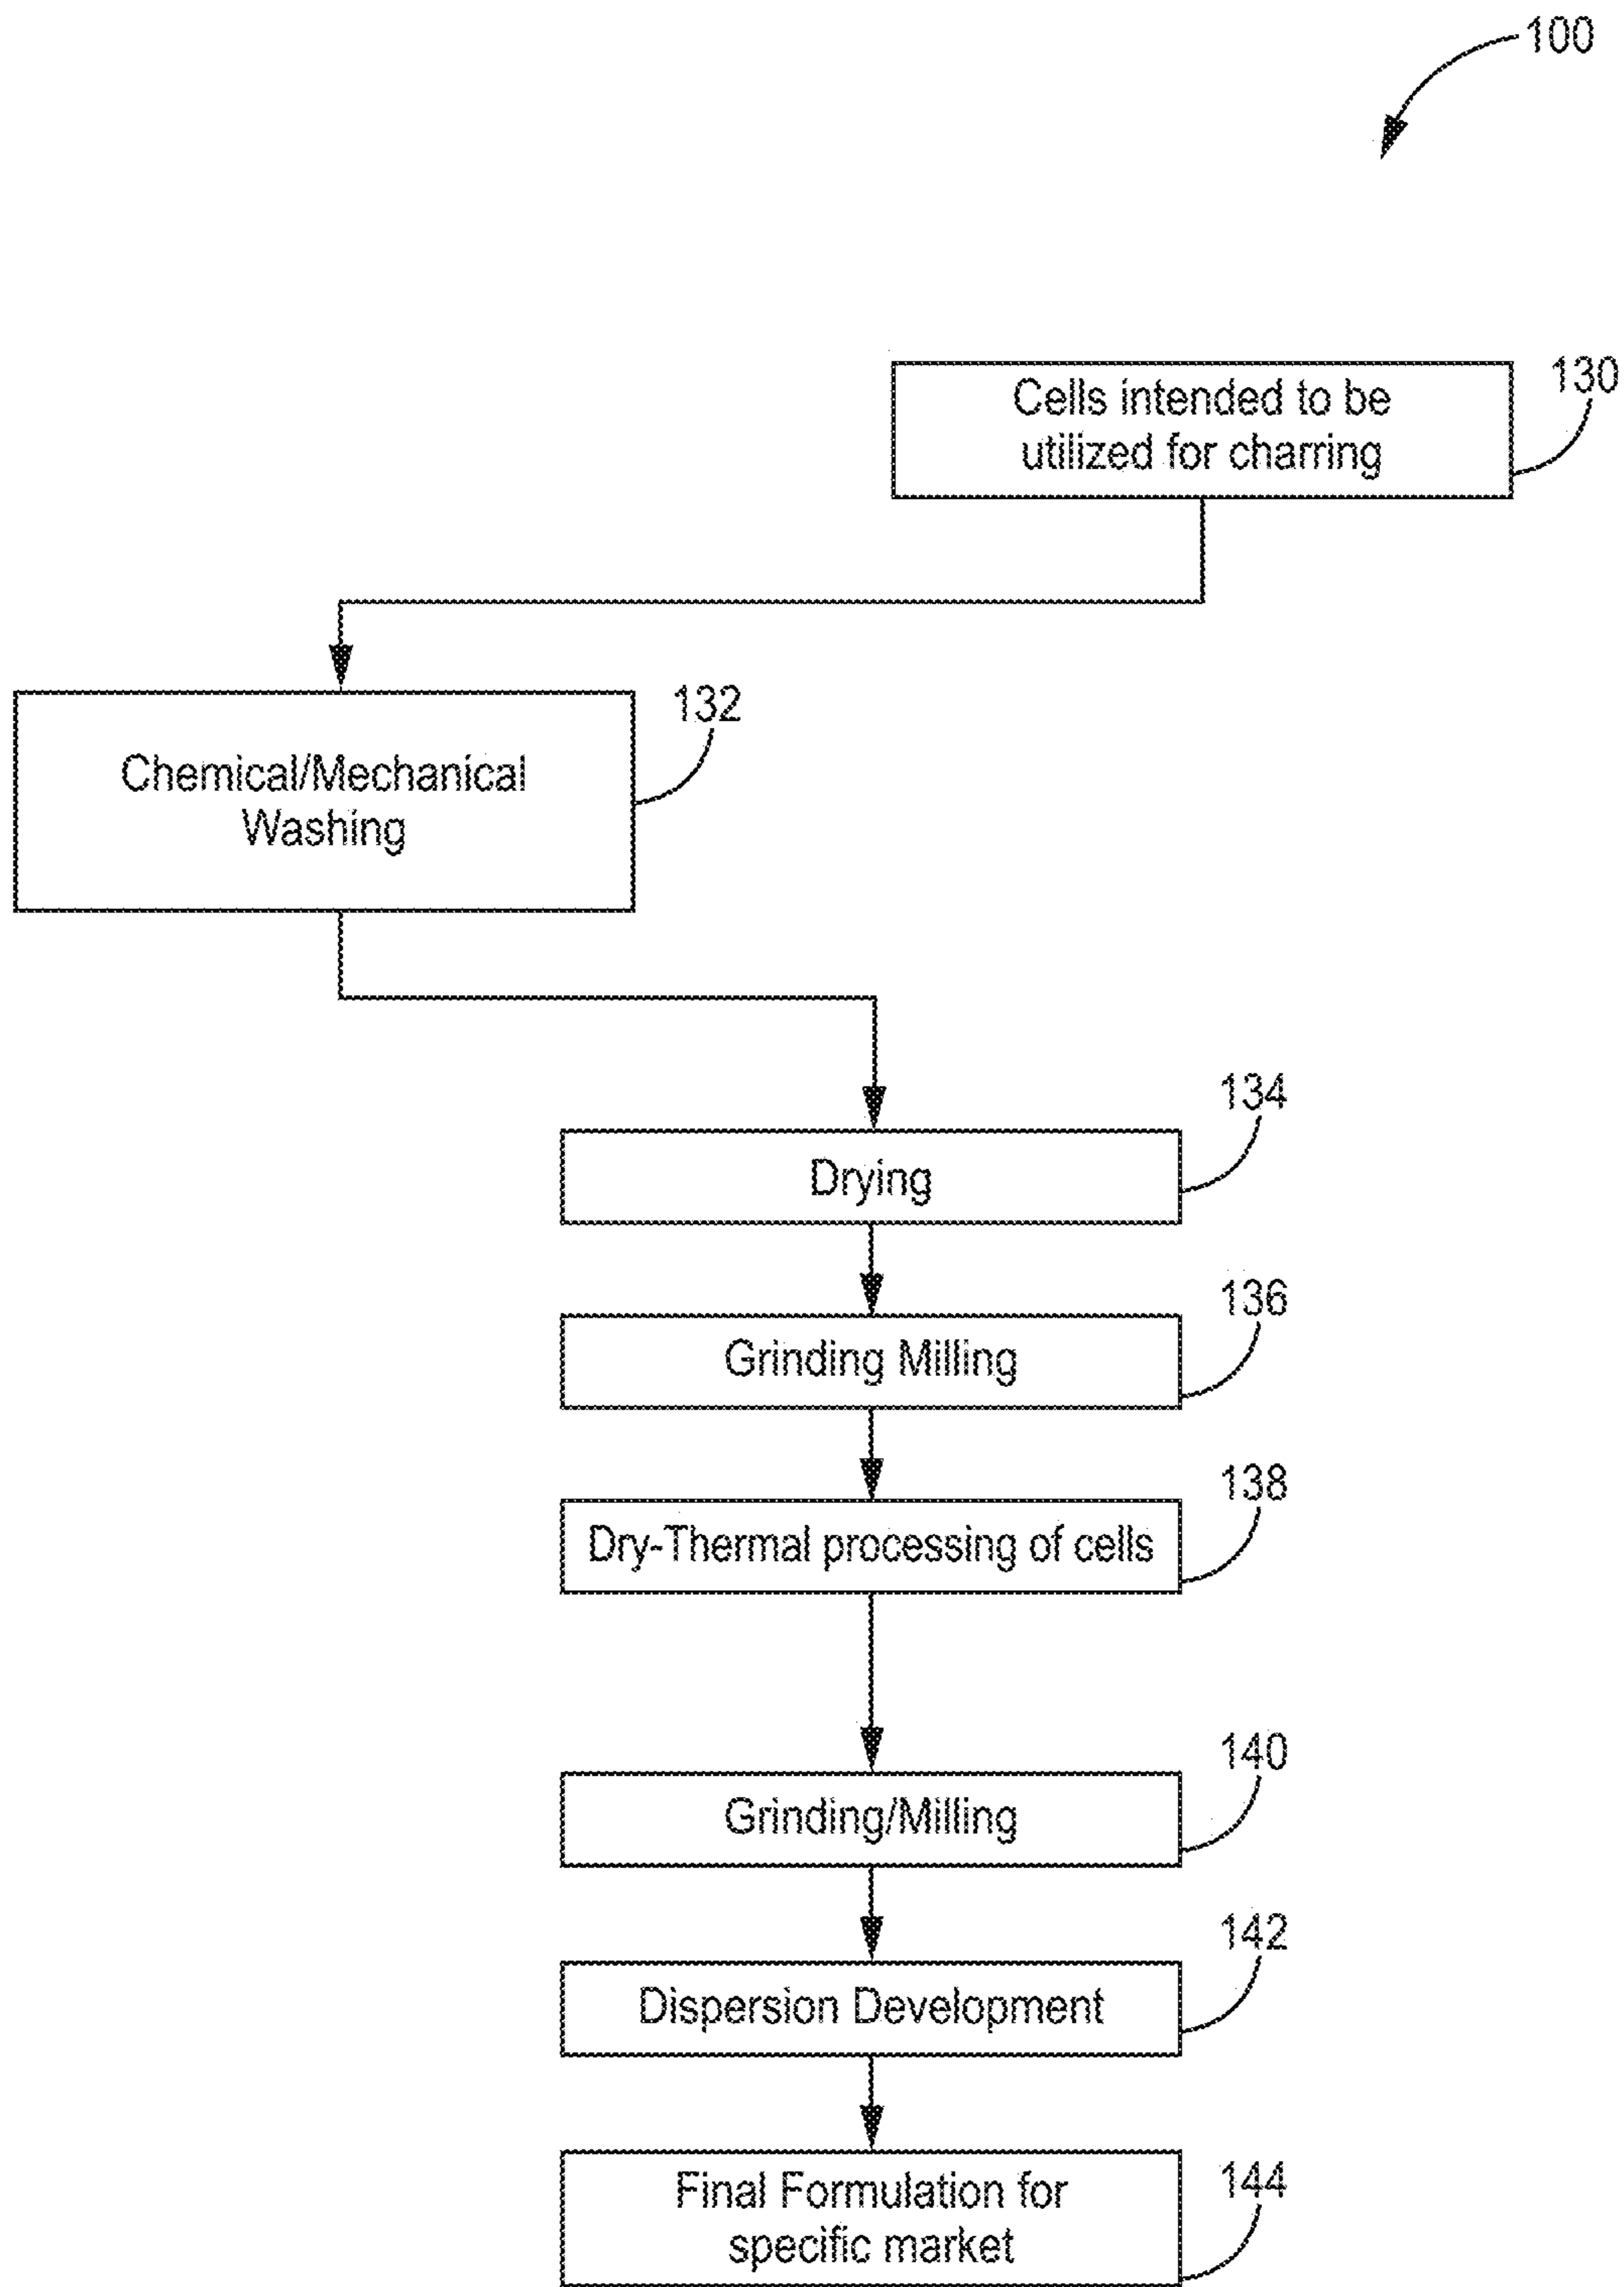 100
Cells intended to be
utilized for charring
130
Chemical/Mechanical
Washing
132
Drying
134
Grinding Milling
136
Dry-Thermal processing of cells
138
Grinding/Milling
140
Dispersion Development
142
Final Formulation for
specific market
144